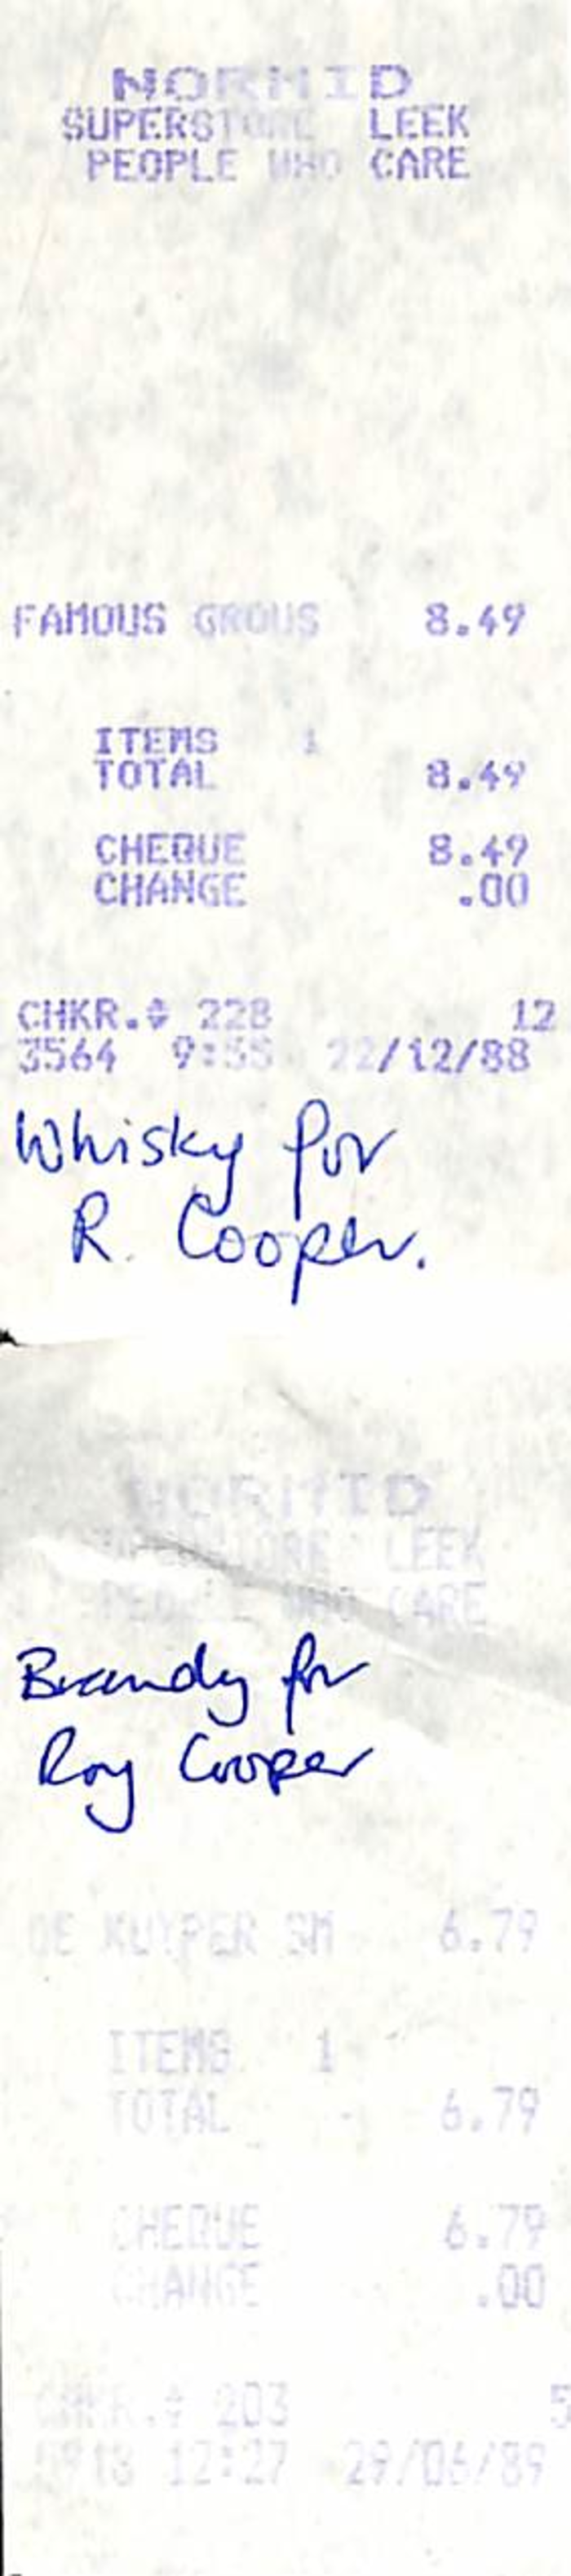 NORMID
SUPERSTORE LEEK
PEOPLE WHO CARE
FAMOUS GROUS 8.49
ITEMS 1
TOTAL 8.49
CHEQUE 8.49
CHANGE .00
CHKR.# 228 12
3564 9:55 22/12/88
Whisky for
R. Cooper.
NORMID
SUPERSTORE LEEK
PEOPLE WHO CARE
Brandy for
Roy Cooper
DE KUYPER SM 6.79
ITEMS 1
TOTAL 6.79
CHEQUE 6.79
CHANGE .00
CHKR.# 203 5
12:27 29/06/89